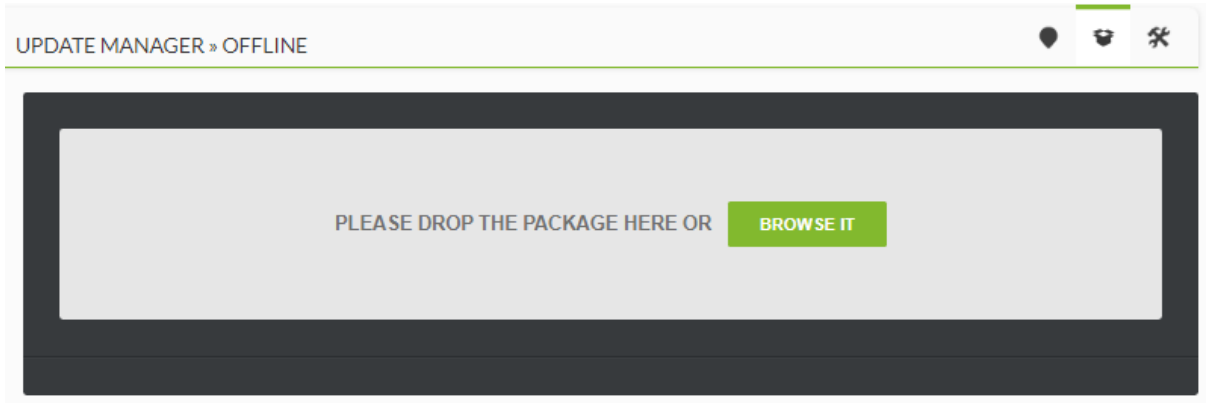 UPDATE MANAGER » OFFLINE
PLEASE DROP THE PACKAGE HERE OR
BROWSE IT